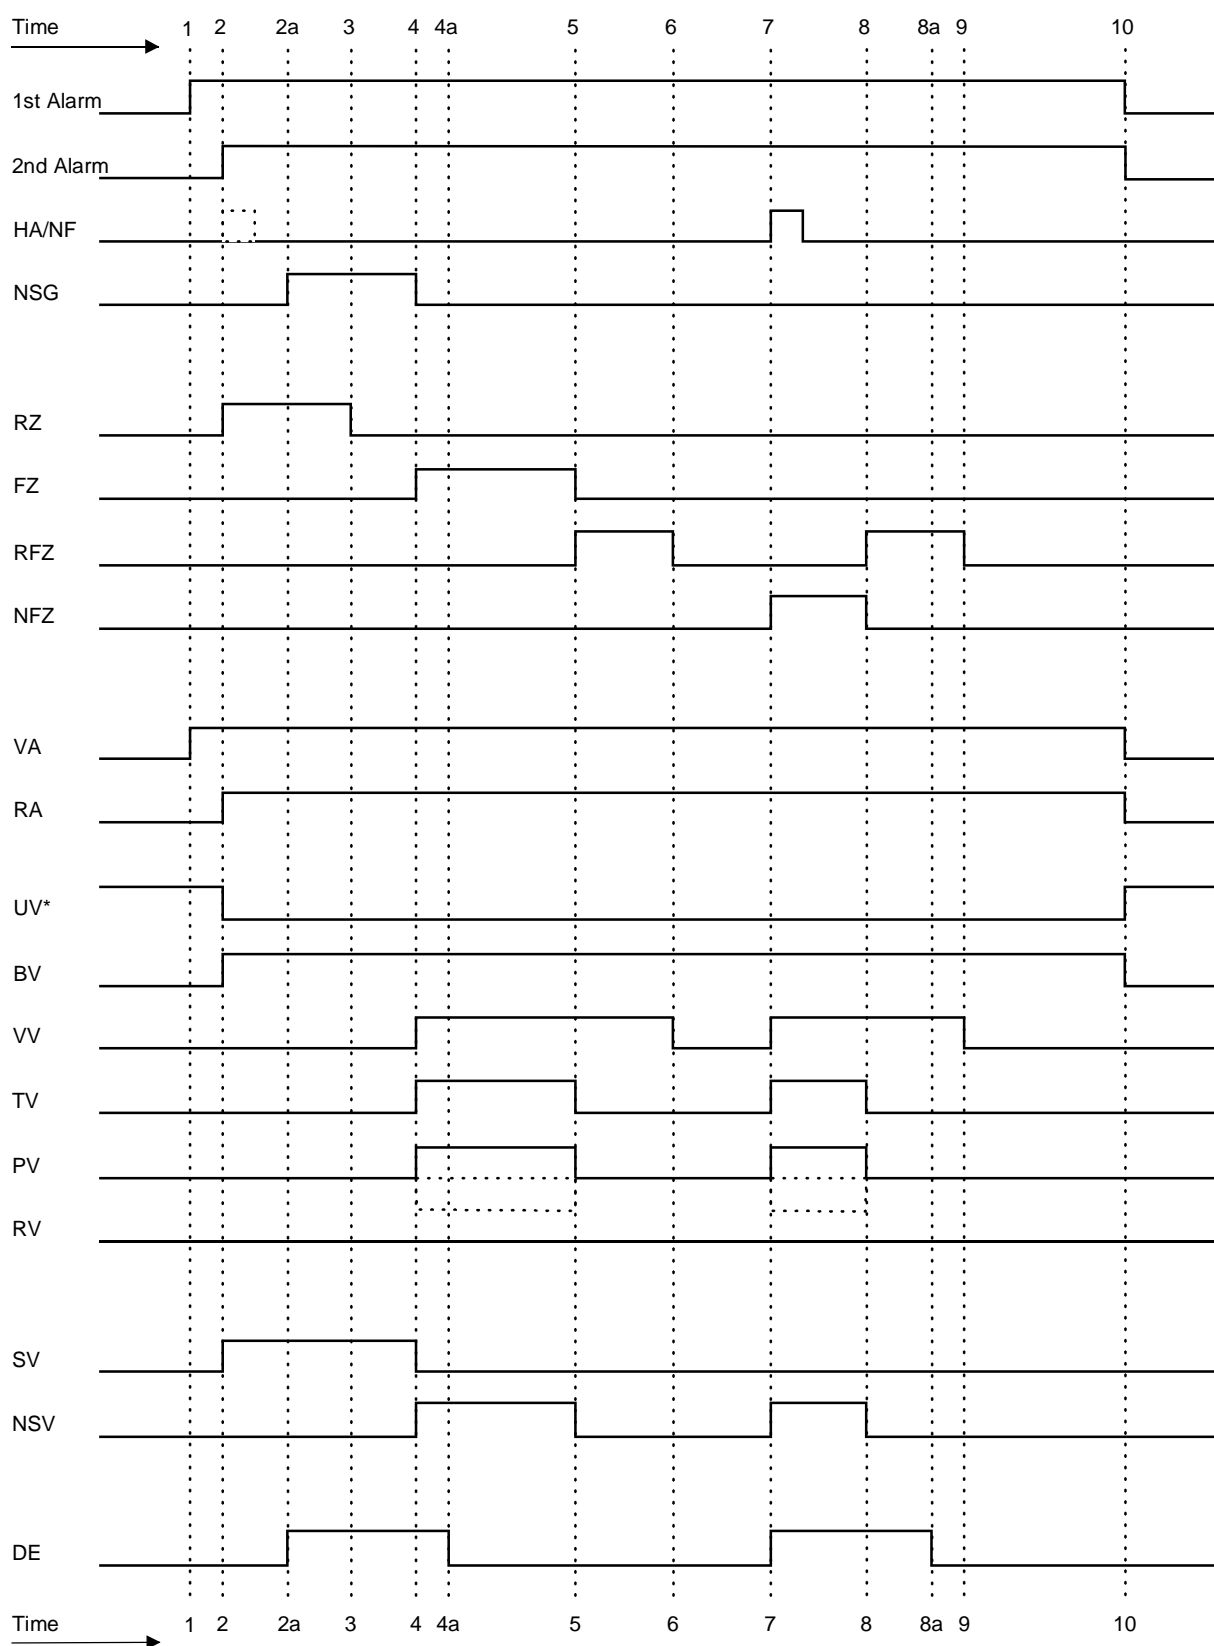 Time 1 2 2a 3 4 4a 5 6 7 8 8a 9 10
1st Alarm
2nd Alarm
HA/NF
NSG
RZ
FZ
RFZ
NFZ
VA
RA
UV*
BV
VV
TV
PV
RV
SV
NSV
DE
Time 1 2 2a 3 4 4a 5 6 7 8 8a 9 10